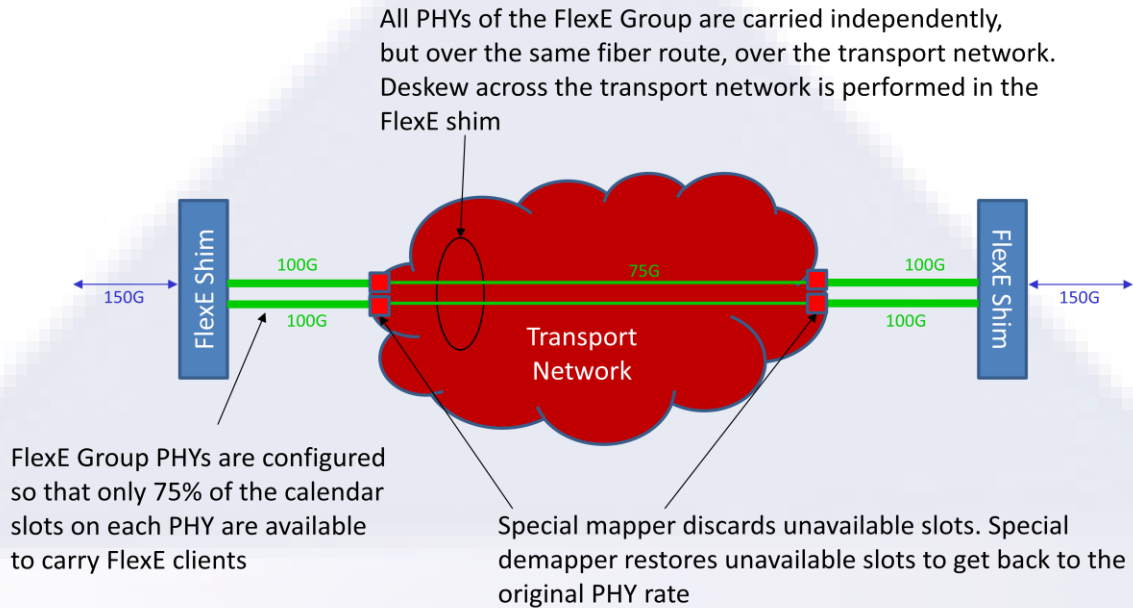 All PHYs of the FlexE Group are carried independently,
but over the same fiber route, over the transport network.
Deskew across the transport network is performed in the
FlexE shim
FlexE Shim
100G
75G
100G
FlexE Shim
150G
150G
100G
100G
Transport
Network
FlexE Group PHYs are configured
so that only 75% of the calendar
slots on each PHY are available
to carry FlexE clients
Special mapper discards unavailable slots. Special
demapper restores unavailable slots to get back to the
original PHY rate